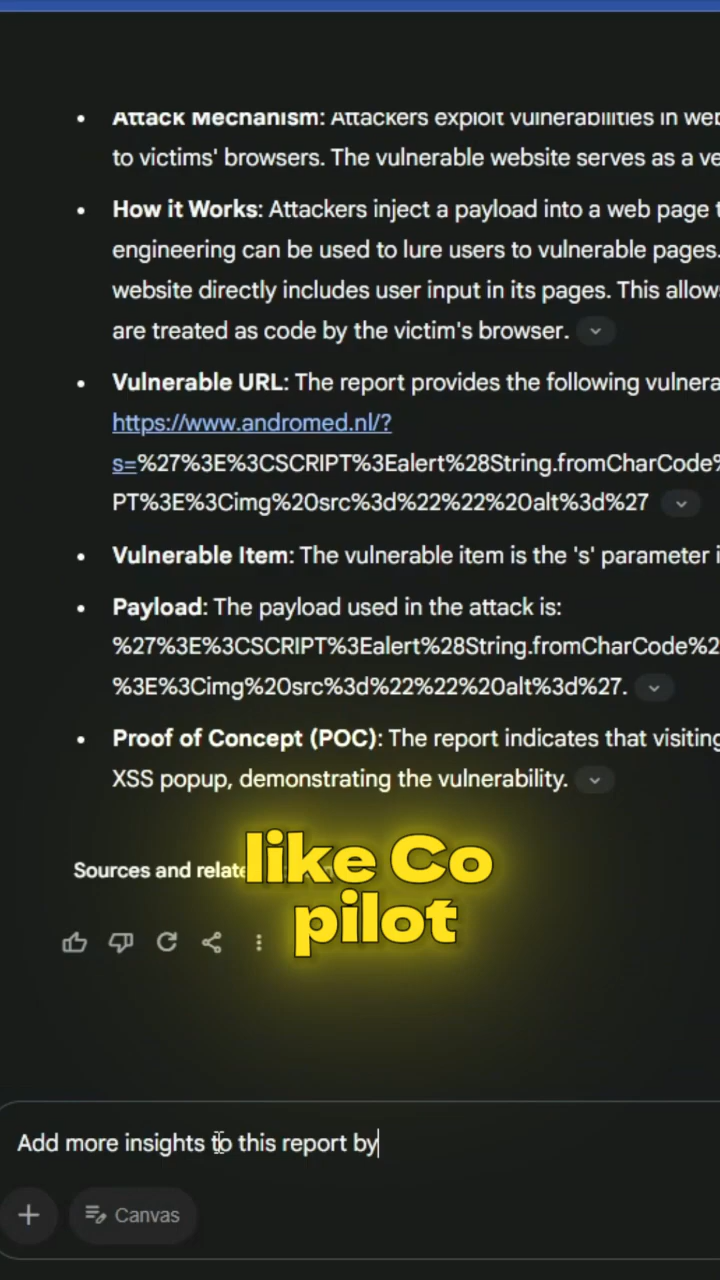 Attack Mechanism: Attackers exploit vulnerabilities in web
to victims' browsers. The vulnerable website serves as a ve
How it Works: Attackers inject a payload into a web page t
engineering can be used to lure users to vulnerable pages.
website directly includes user input in its pages. This allow
are treated as code by the victim's browser.
Vulnerable URL: The report provides the following vulnera
https://www.andromed.nl/?
s=%27%3E%3CSCRIPT%3Ealert%28String.fromCharCode%
PT%3E%3Cimg%20src%3d%22%22%20alt%3d%27
Vulnerable Item: The vulnerable item is the 's' parameter i
Payload: The payload used in the attack is:
%27%3E%3CSCRIPT%3Ealert%28String.fromCharCode%2
%3E%3Cimg%20src%3d%22%22%20alt%3d%27.
Proof of Concept (POC): The report indicates that visiting
XSS popup, demonstrating the vulnerability.
Sources and relate
like Co
pilot
Add more insights to this report by
Canvas